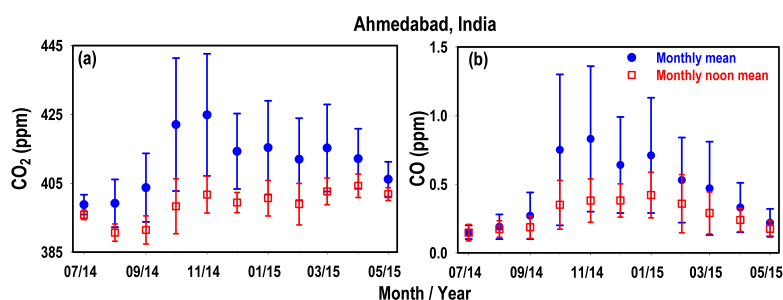 Ahmedabad, India
(a)
445
425
405
385
CO2 (ppm)
07/14 09/14 11/14 01/15 03/15 05/15
(b)
Monthly mean
Monthly noon mean
1.5
1.0
0.5
0.0
CO (ppm)
07/14 09/14 11/14 01/15 03/15 05/15
Month / Year